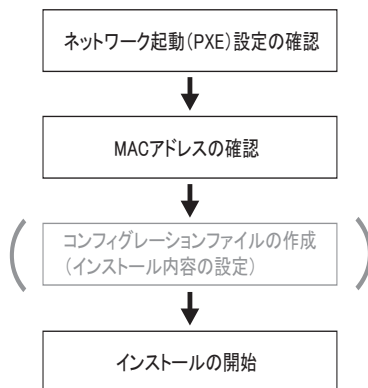 ネットワーク起動(PXE)設定の確認
MACアドレスの確認
コンフィグレーションファイルの作成
(インストール内容の設定)
インストールの開始